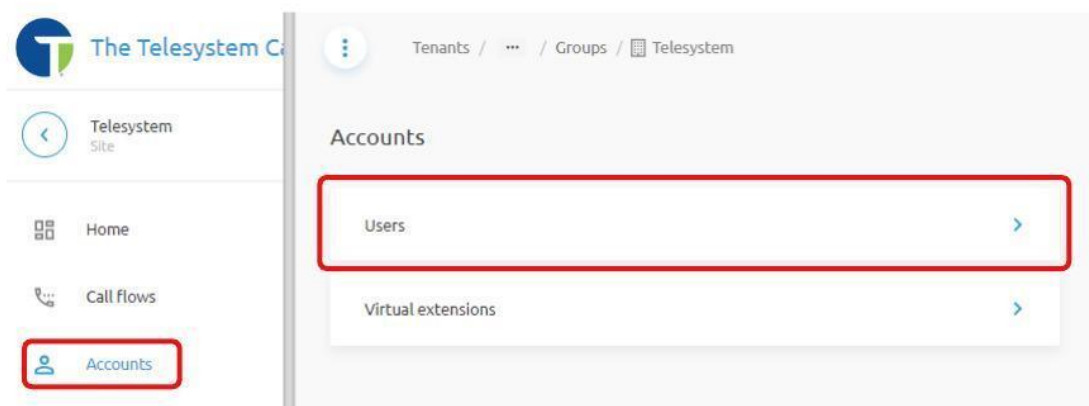 The Telesystem Ca
Tenants / ... / Groups / Telesystem
Telesystem
Site
Accounts
Home
Users
Call flows
Virtual extensions
Accounts